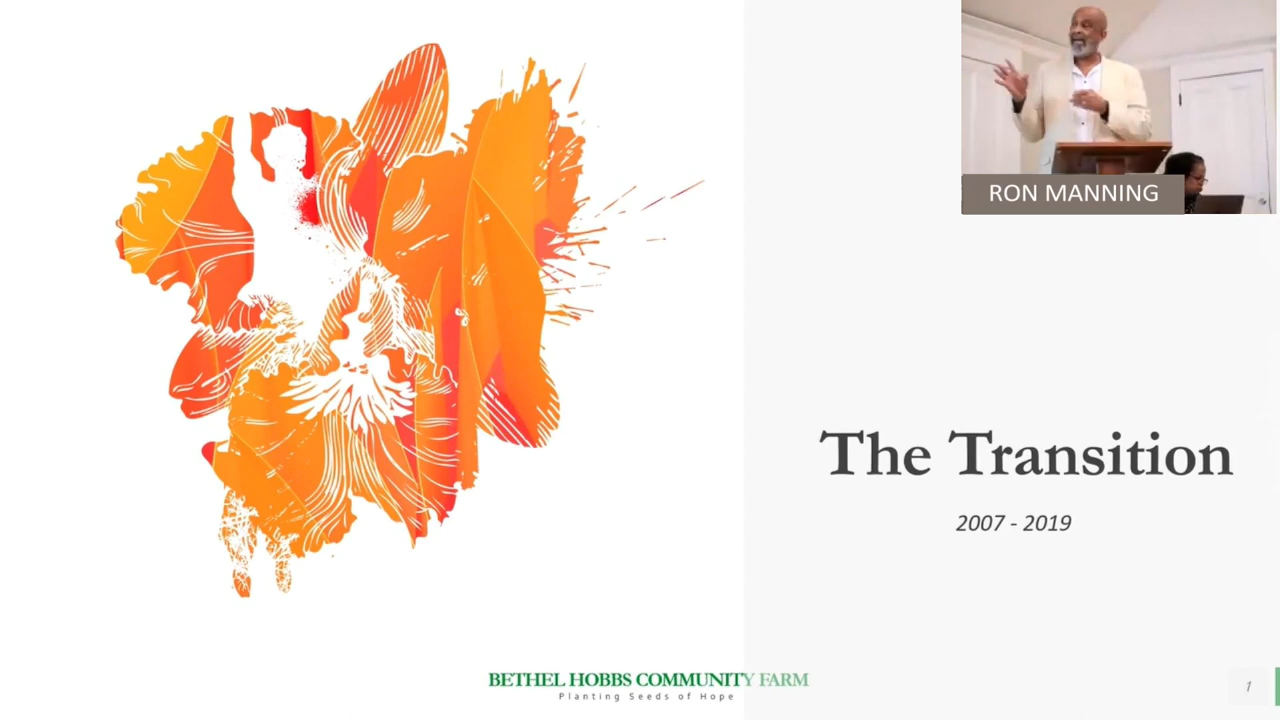 RON MANNING
The Transition
2007 - 2019
BETHEL HOBBS COMMUNITY FARM
Planting Seeds of Hope
1